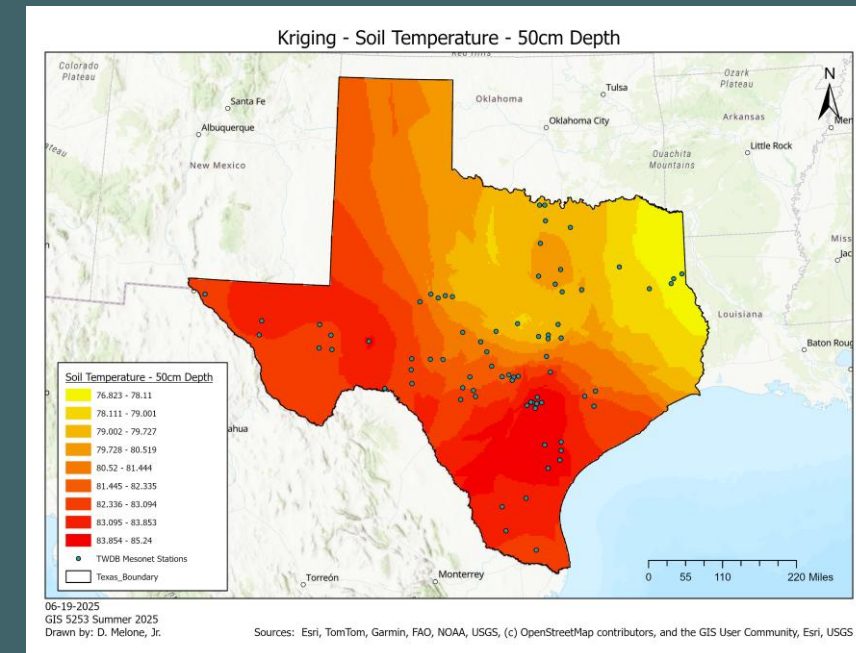 Kriging - Soil Temperature - 50cm Depth
Colorado
Plateau
Santa Fe
Albuquerque
New Mexico
Oklahoma
Tulsa
Oklahoma City
Ozark
Plateau
Arkansas
Little Rock
Ouachita
Mountains
N
Louisiana
Baton Roug
Soil Temperature - 50cm Depth
76.823 - 78.11
78.111 - 79.001
79.002 - 79.727
79.728 - 80.519
80.52 - 81.444
81.445 - 82.335
82.336 - 83.094
83.095 - 83.853
83.854 - 85.24
TWDB Mesonet Stations
Texas_Boundary
ahua
Torreón
Monterrey
0 55 110 220 Miles
06-19-2025
GIS 5253 Summer 2025
Drawn by: D. Melone, Jr.
Sources: Esri, TomTom, Garmin, FAO, NOAA, USGS, (c) OpenStreetMap contributors, and the GIS User Community, Esri, USGS